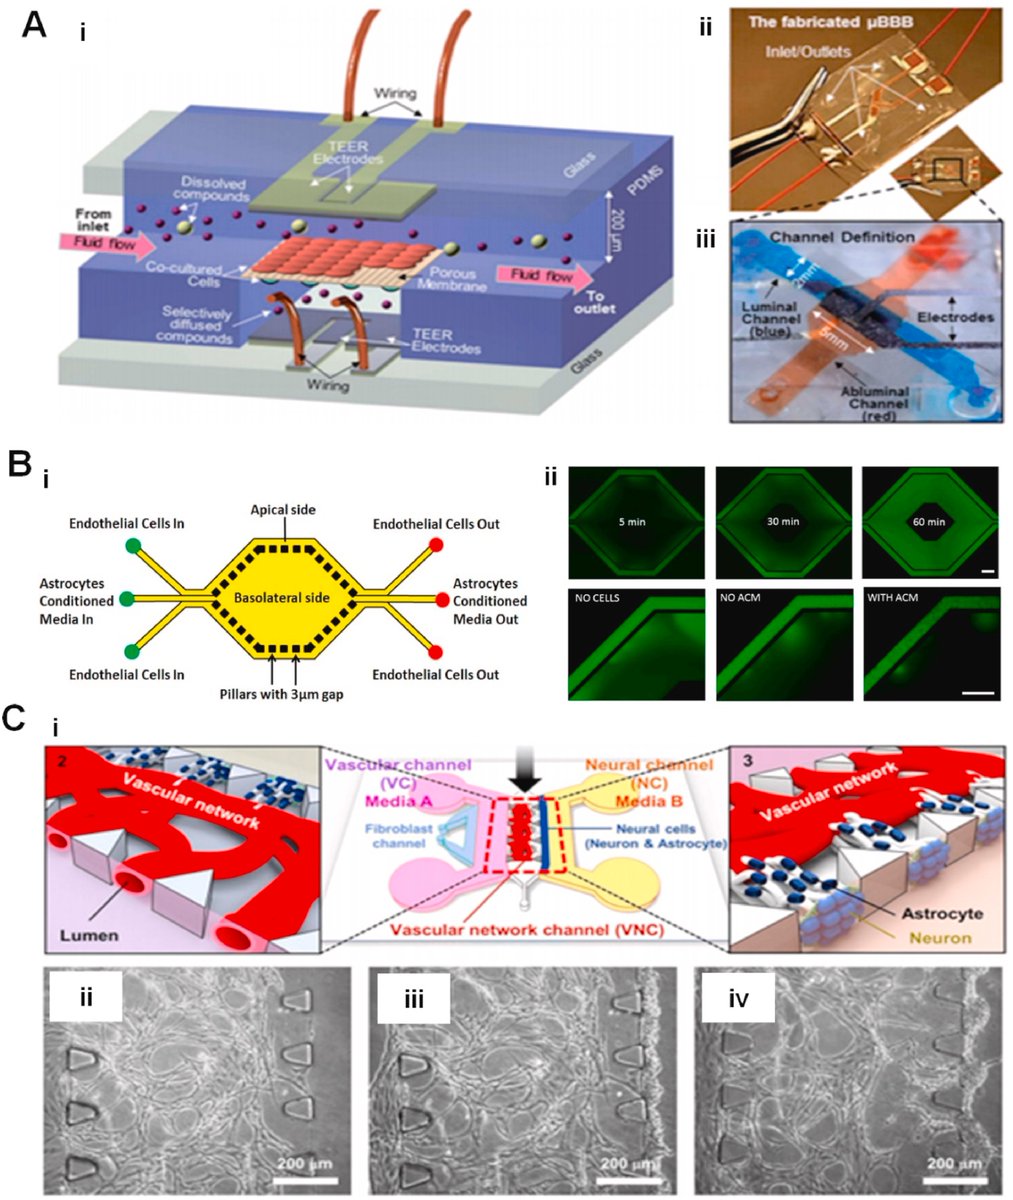 A
i
Wiring
TEER
Electrodes
Glass
PDMS
200 µm
Dissolved
compounds
From
inlet
Fluid flow
Co-cultured
Cells
Porous
Membrane
Fluid flow
To
outlet
Selectively
diffused
compounds
TEER
Electrodes
Wiring
Glass
ii
The fabricated µBBB
Inlet/Outlets
iii
Channel Definition
2mm
Luminal
Channel
(blue)
Electrodes
5mm
Abluminal
Channel
(red)
B
i
Apical side
Endothelial Cells In
Endothelial Cells Out
Astrocytes
Conditioned
Media In
Basolateral side
Astrocytes
Conditioned
Media Out
Endothelial Cells In
Endothelial Cells Out
Pillars with 3µm gap
ii
5 min
30 min
60 min
NO CELLS
NO ACM
WITH ACM
C
i
2
Vascular network
Lumen
Vascular channel
(VC)
Media A
Neural channel
(NC)
Media B
Fibroblast
channel
Neural cells
(Neuron & Astrocyte)
Vascular network channel (VNC)
3
Vascular network
Astrocyte
Neuron
ii
200 µm
iii
200 µm
iv
200 µm